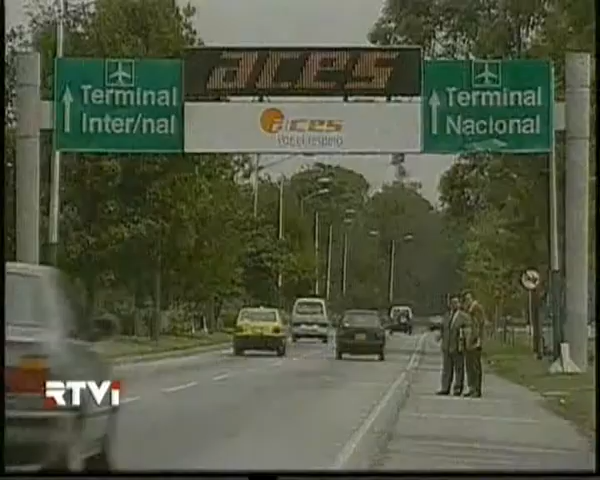 aces
Terminal
Inter/nal
aces
Terminal
Nacional
RTVi